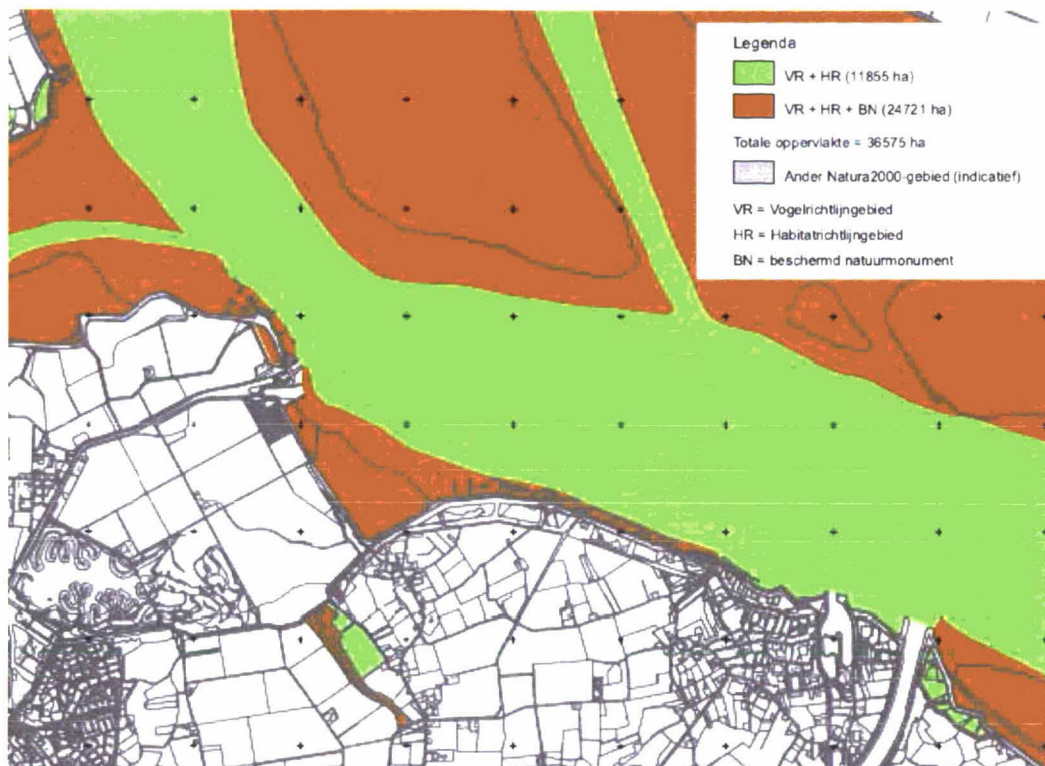 Legenda
VR + HR (11855 ha)
VR + HR + BN (24721 ha)
Totale oppervlakte = 36575 ha
Ander Natura2000-gebied (indicatief)
VR = Vogelrichtlijngebied
HR = Habitatrichtlijngebied
BN = beschermd natuurmonument